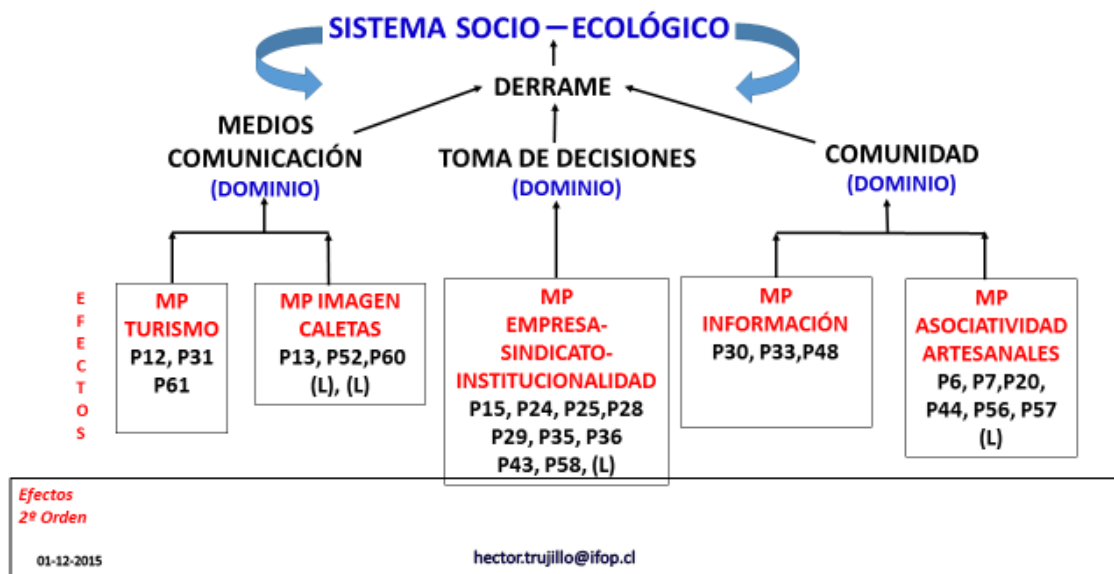 SISTEMA SOCIO – ECOLÓGICO
DERRAME
MEDIOS
COMUNICACIÓN
(DOMINIO)
TOMA DE DECISIONES
(DOMINIO)
COMUNIDAD
(DOMINIO)
EFECTOS
MP
TURISMO
P12, P31
P61
MP IMAGEN
CALETAS
P13, P52,P60
(L), (L)
MP
EMPRESA-
SINDICATO-
INSTITUCIONALIDAD
P15, P24, P25,P28
P29, P35, P36
P43, P58, (L)
MP
INFORMACIÓN
P30, P33,P48
MP
ASOCIATIVIDAD
ARTESANALES
P6, P7,P20,
P44, P56, P57
(L)
Efectos
2º Orden
01-12-2015
hector.trujillo@ifop.cl